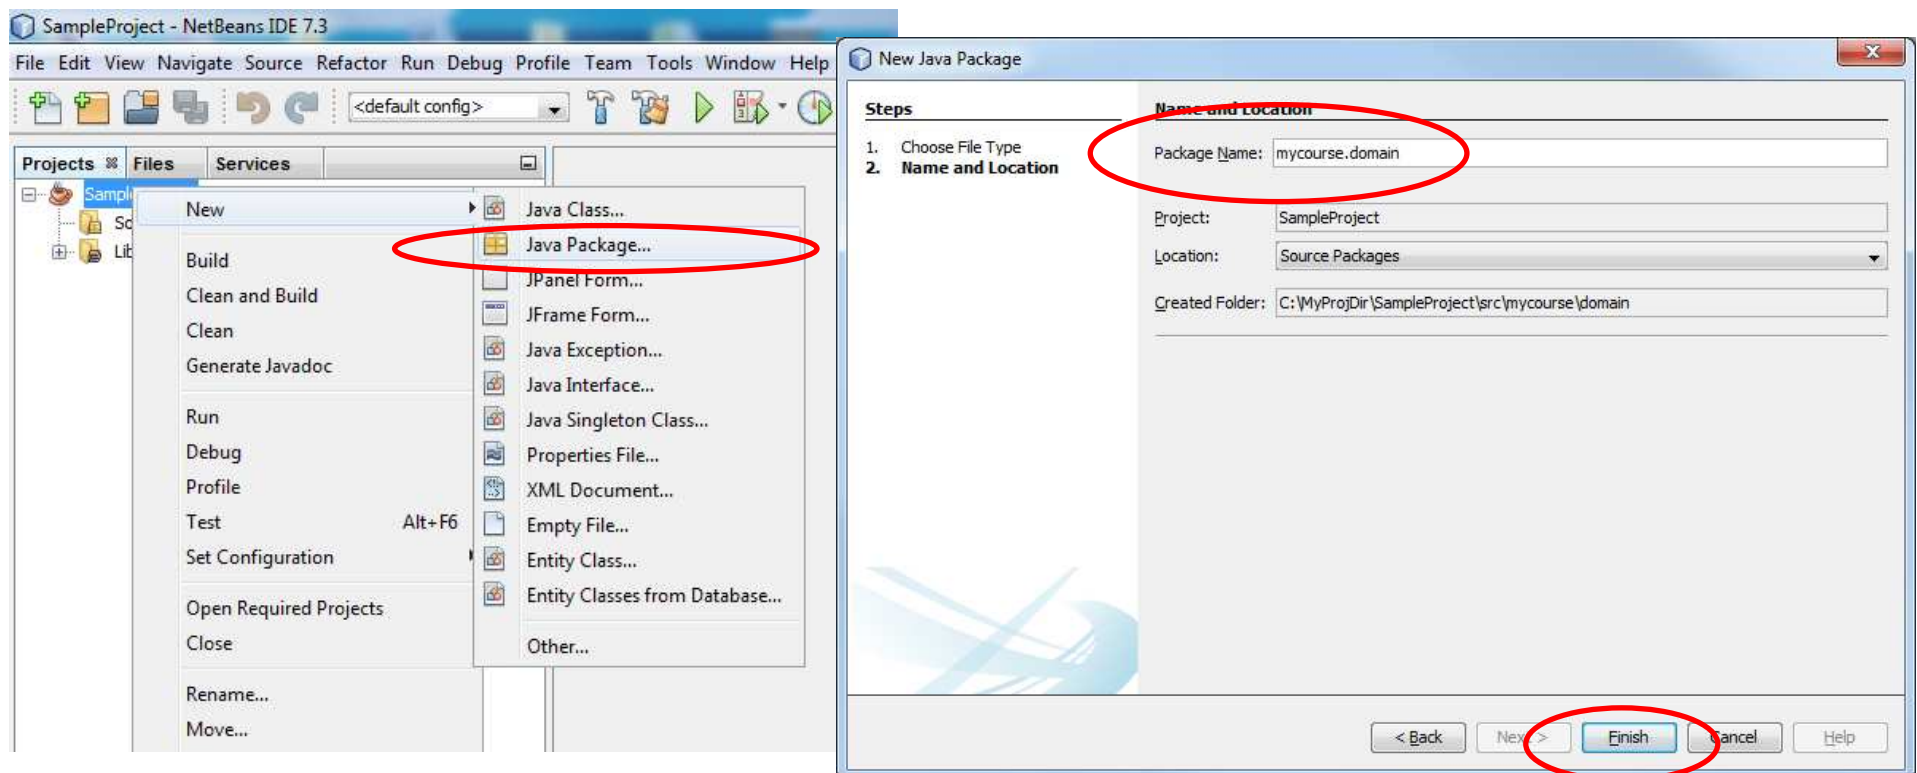 SampleProject - NetBeans IDE 7.3
File Edit View Navigate Source Refactor Run Debug Profile Team Tools Window Help
<default config>
Projects Files Services
New
Build
Clean and Build
Clean
Generate Javadoc
Run
Debug
Profile
Test Alt+F6
Set Configuration
Open Required Projects
Close
Rename...
Move...
Java Class...
Java Package...
JPanel Form...
JFrame Form...
Java Exception...
Java Interface...
Java Singleton Class...
Properties File...
XML Document...
Empty File...
Entity Class...
Entity Classes from Database...
Other...
New Java Package
Steps
1. Choose File Type
2. Name and Location
Name and Location
Package Name: mycourse.domain
Project: SampleProject
Location: Source Packages
Created Folder: C:\MyProjDir\SampleProject\src\mycourse\domain
< Back Next > Finish Cancel Help